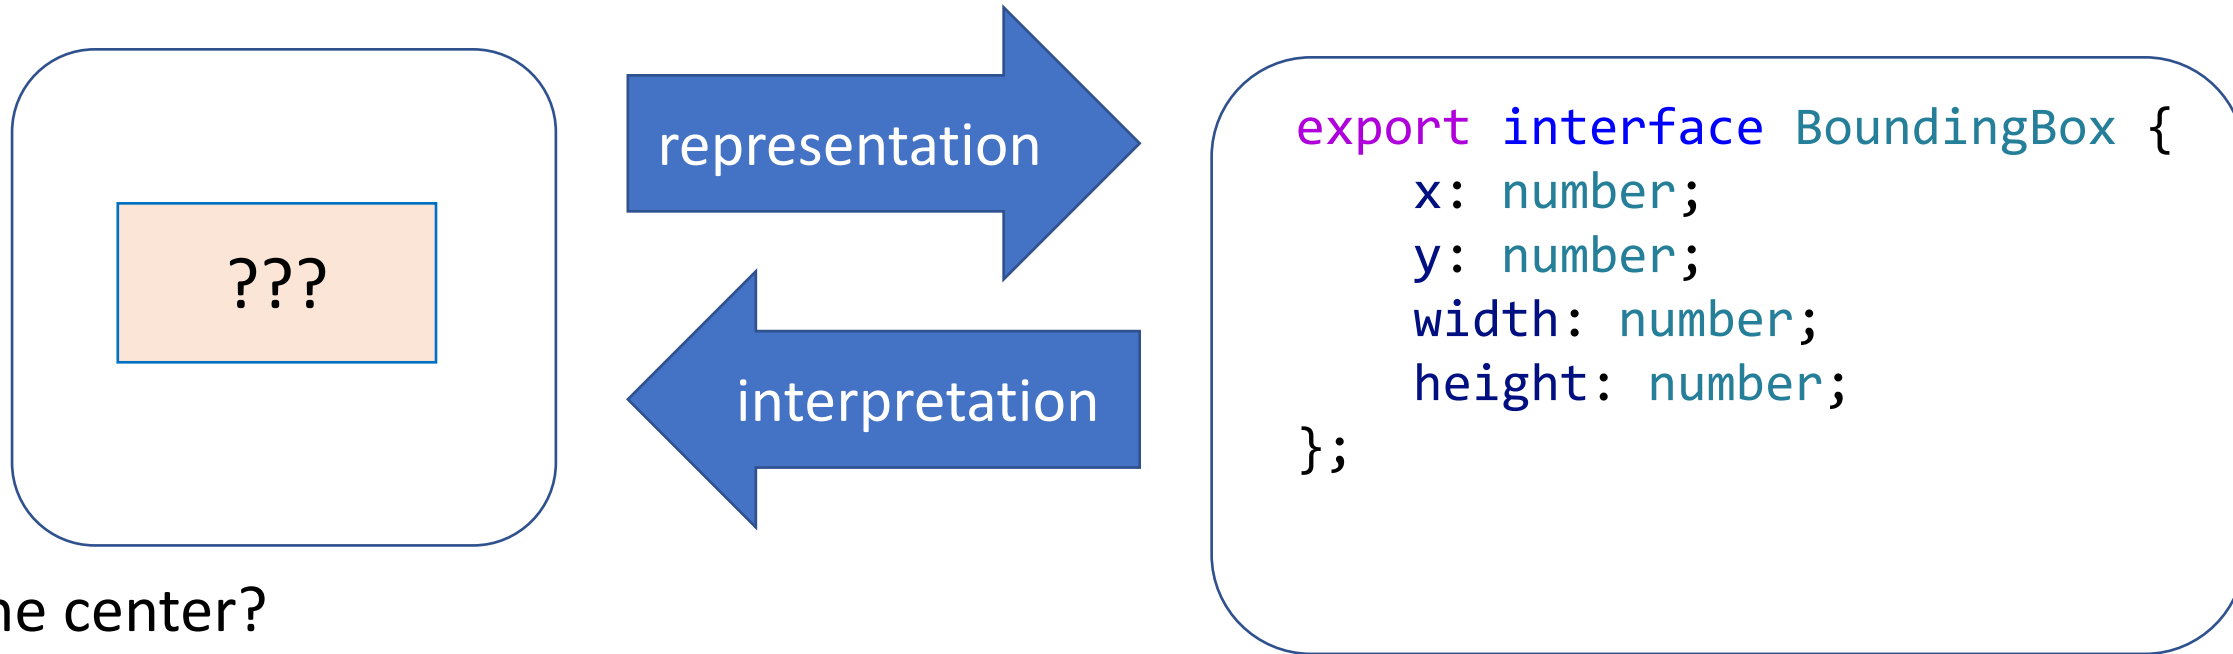 ???
representation
interpretation
export interface BoundingBox {
    x: number;
    y: number;
    width: number;
    height: number;
};
center?